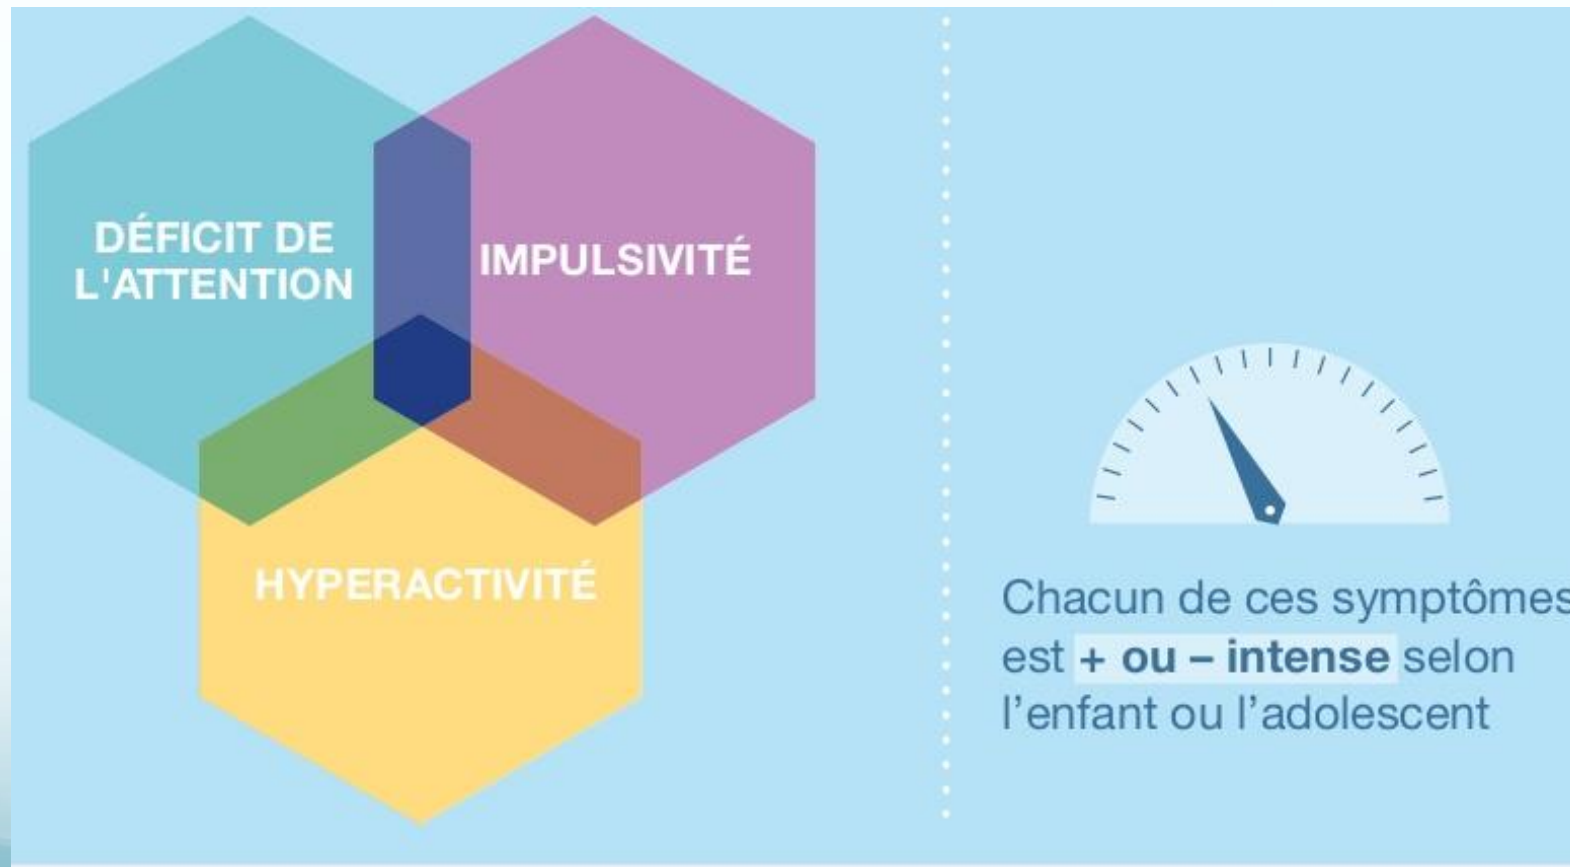 DÉFICIT DE
L'ATTENTION
IMPULSIVITÉ
HYPERACTIVITÉ
Chacun de ces symptômes
est + ou – intense selon
l’enfant ou l’adolescent